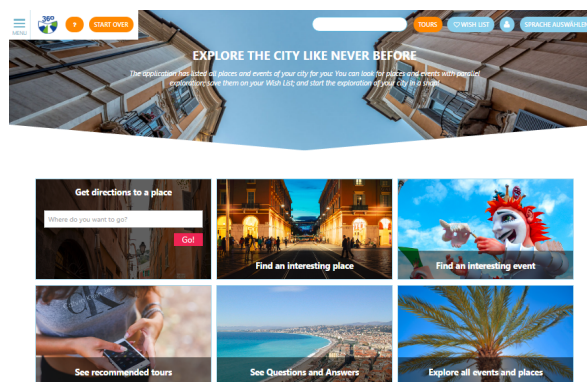 MENU
360
?
START OVER
TOURS
WISH LIST
SPRACHE AUSWÄHLEN
EXPLORE THE CITY LIKE NEVER BEFORE
The application has listed all places and events of your city for you: You can look for places and events with parallel
exploration; save them on your Wish List; and start the exploration of your city in a snap!
Get directions to a place
Where do you want to go?
Go!
Find an interesting place
Find an interesting event
See recommended tours
See Questions and Answers
Explore all events and places